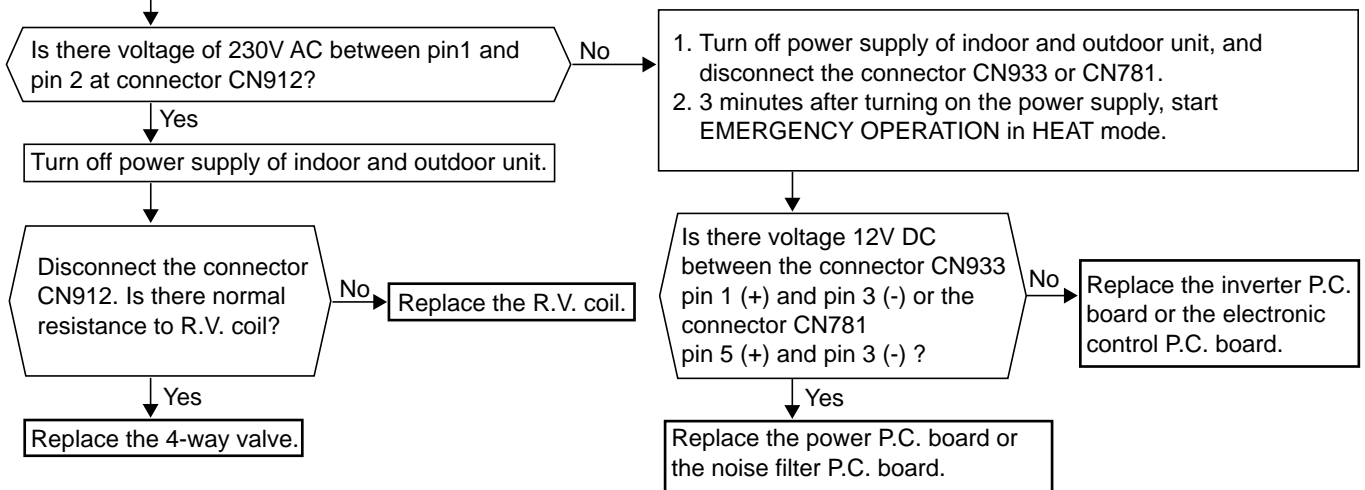 Is there voltage of 230V AC between pin1 and
pin 2 at connector CN912?
No
1. Turn off power supply of indoor and outdoor unit, and
disconnect the connector CN933 or CN781.
2. 3 minutes after turning on the power supply, start
EMERGENCY OPERATION in HEAT mode.
Yes
Turn off power supply of indoor and outdoor unit.
Disconnect the connector
CN912. Is there normal
resistance to R.V. coil?
No
Replace the R.V. coil.
Yes
Replace the 4-way valve.
Is there voltage 12V DC
between the connector CN933
pin 1 (+) and pin 3 (-) or the
connector CN781
pin 5 (+) and pin 3 (-) ?
No
Replace the inverter P.C.
board or the electronic
control P.C. board.
Yes
Replace the power P.C. board or
the noise filter P.C. board.